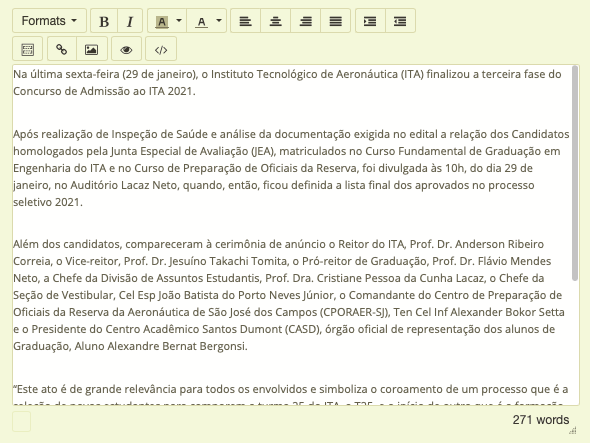 Formats B I A A
Na última sexta-feira (29 de janeiro), o Instituto Tecnológico de Aeronáutica (ITA) finalizou a terceira fase do
Concurso de Admissão ao ITA 2021.
Após realização de Inspeção de Saúde e análise da documentação exigida no edital a relação dos Candidatos
homologados pela Junta Especial de Avaliação (JEA), matriculados no Curso Fundamental de Graduação em
Engenharia do ITA e no Curso de Preparação de Oficiais da Reserva, foi divulgada às 10h, do dia 29 de
janeiro, no Auditório Lacaz Neto, quando, então, ficou definida a lista final dos aprovados no processo
seletivo 2021.
Além dos candidatos, compareceram à cerimônia de anúncio o Reitor do ITA, Prof. Dr. Anderson Ribeiro
Correia, o Vice-reitor, Prof. Dr. Jesuíno Takachi Tomita, o Pró-reitor de Graduação, Prof. Dr. Flávio Mendes
Neto, a Chefe da Divisão de Assuntos Estudantis, Prof. Dra. Cristiane Pessoa da Cunha Lacaz, o Chefe da
Seção de Vestibular, Cel Esp João Batista do Porto Neves Júnior, o Comandante do Centro de Preparação de
Oficiais da Reserva da Aeronáutica de São José dos Campos (CPORAER-SJ), Ten Cel Inf Alexander Bokor Setta
e o Presidente do Centro Acadêmico Santos Dumont (CASD), órgão oficial de representação dos alunos de
Graduação, Aluno Alexandre Bernat Bergonsi.
“Este ato é de grande relevância para todos os envolvidos e simboliza o coroamento de um processo que é a
271 words